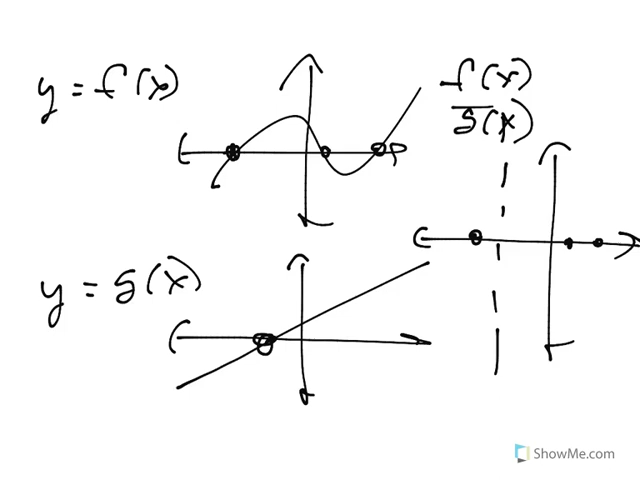 y = f(x)
f(x)
g(x)
y = g(x)
ShowMe.com